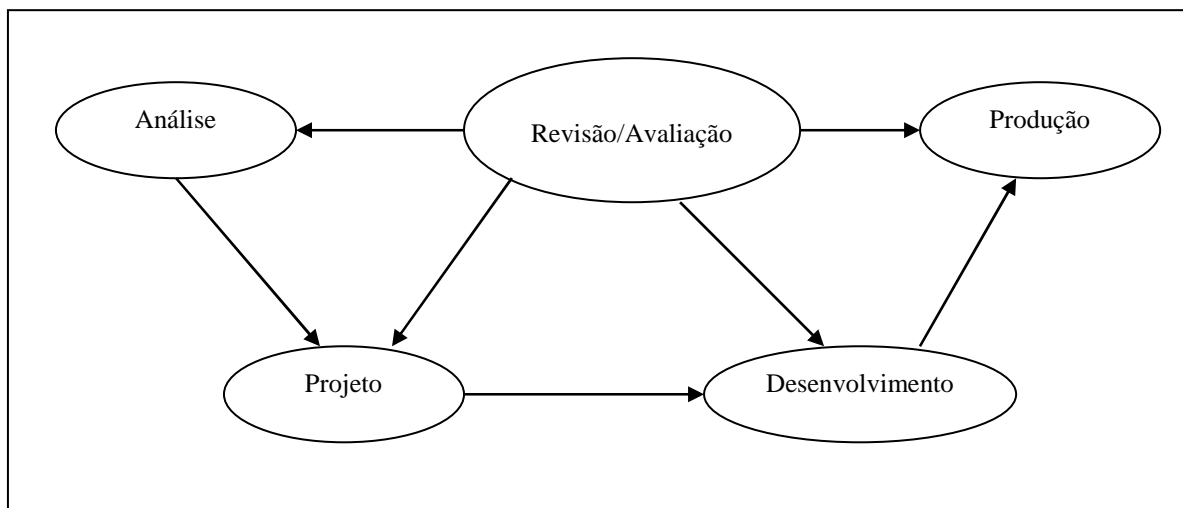 Análise
Revisão/Avaliação
Produção
Projeto
Desenvolvimento